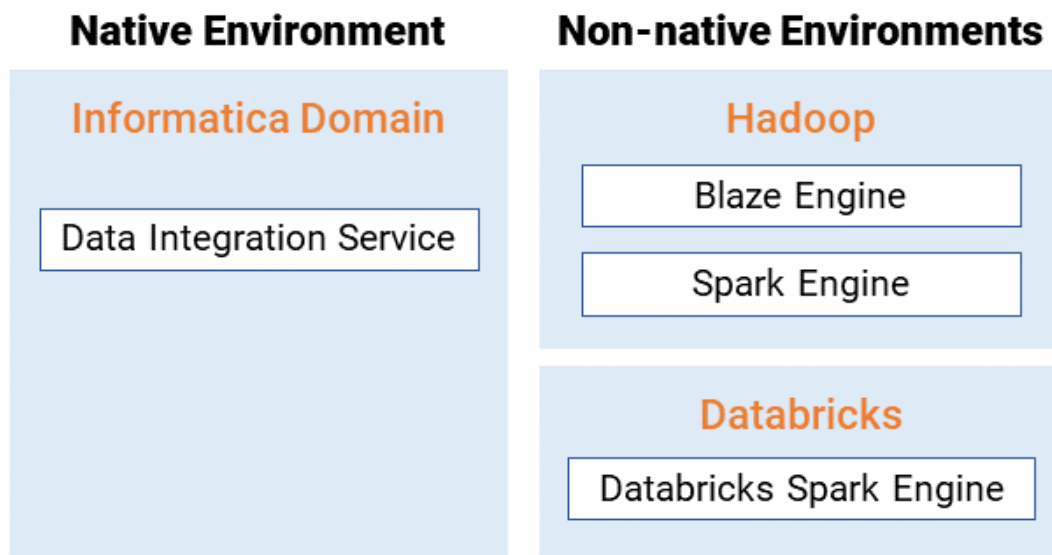 Native Environment
Informatica Domain
Data Integration Service
Non-native Environments
Hadoop
Blaze Engine
Spark Engine
Databricks
Databricks Spark Engine